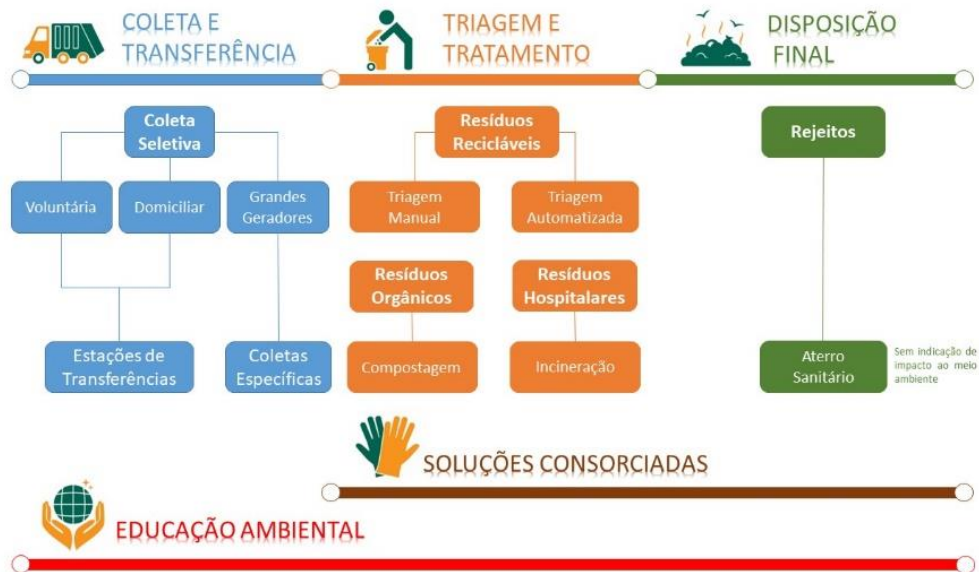 COLETA E
TRANSFERÊNCIA
TRIAGEM E
TRATAMENTO
DISPOSIÇÃO
FINAL
Coleta
Seletiva
Voluntária
Domiciliar
Grandes
Geradores
Estações de
Transferências
Coletas
Específicas
Resíduos
Recicláveis
Triagem
Manual
Triagem
Automatizada
Resíduos
Orgânicos
Resíduos
Hospitalares
Compostagem
Incineração
Rejeitos
Aterro
Sanitário
Sem indicação de
impacto ao meio
ambiente
SOLUÇÕES CONSORCIADAS
EDUCAÇÃO AMBIENTAL